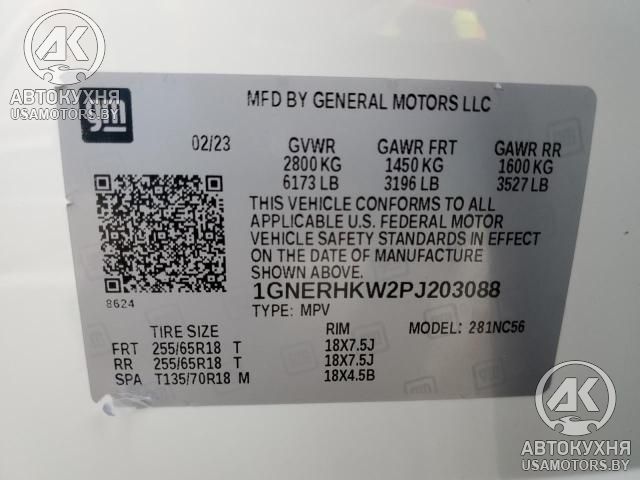 АК
АВТОКУХНЯ
USAMOTORS.BY
gm
MFD BY GENERAL MOTORS LLC
02/23 GVWR GAWR FRT GAWR RR
2800 KG 1450 KG 1600 KG
6173 LB 3196 LB 3527 LB
THIS VEHICLE CONFORMS TO ALL
APPLICABLE U.S. FEDERAL MOTOR
VEHICLE SAFETY STANDARDS IN EFFECT
ON THE DATE OF MANUFACTURE
SHOWN ABOVE.
8624
1GNERHKW2PJ203088
TYPE: MPV MODEL: 281NC56
TIRE SIZE RIM
FRT 255/65R18 T 18X7.5J
RR 255/65R18 T 18X7.5J
SPA T135/70R18 M 18X4.5B
АК
АВТОКУХНЯ
USAMOTORS.BY